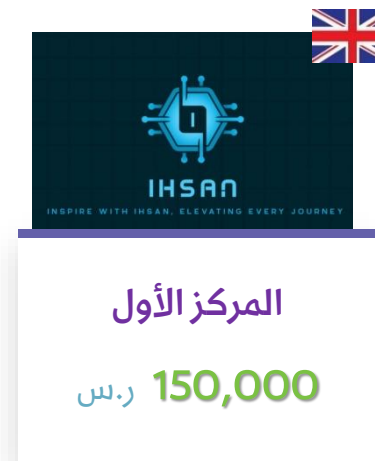 IHSAN
INSPIRE WITH IHSAN, ELEVATING EVERY JOURNEY
المركز الأول
150,000 ر.س